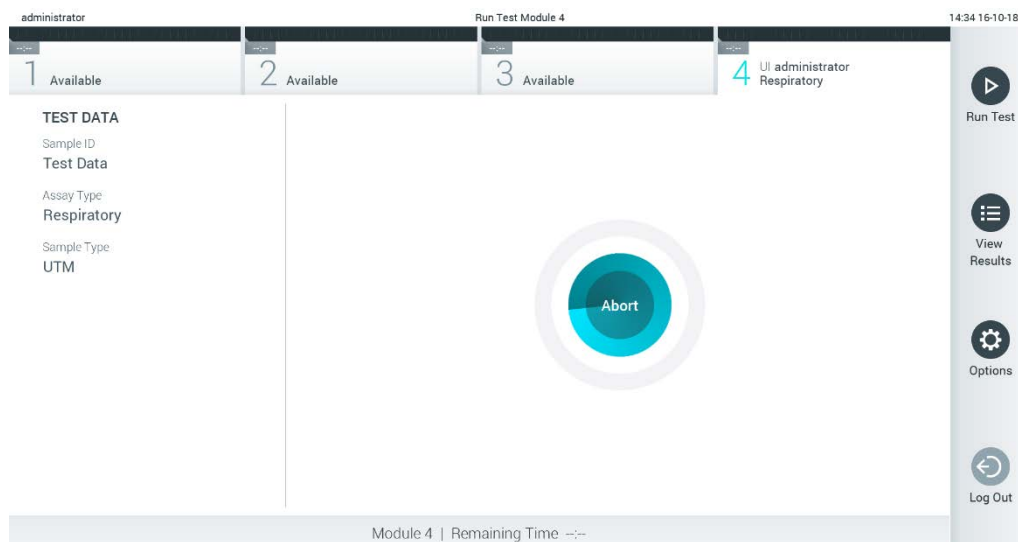 administrator
Run Test Module 4
14:34 16-10-18
--:--
--:--
--:--
--:--
1 Available
2 Available
3 Available
4 UI administrator
Respiratory
TEST DATA
Sample ID
Test Data
Assay Type
Respiratory
Sample Type
UTM
Abort
Run Test
View
Results
Options
Log Out
Module 4 | Remaining Time --:--